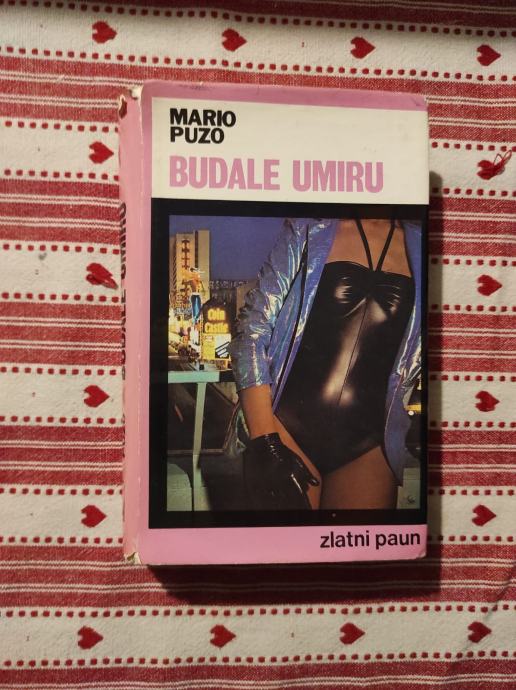 MARIO
PUZO
BUDALE UMIRU
Coin
Castle
zlatni paun